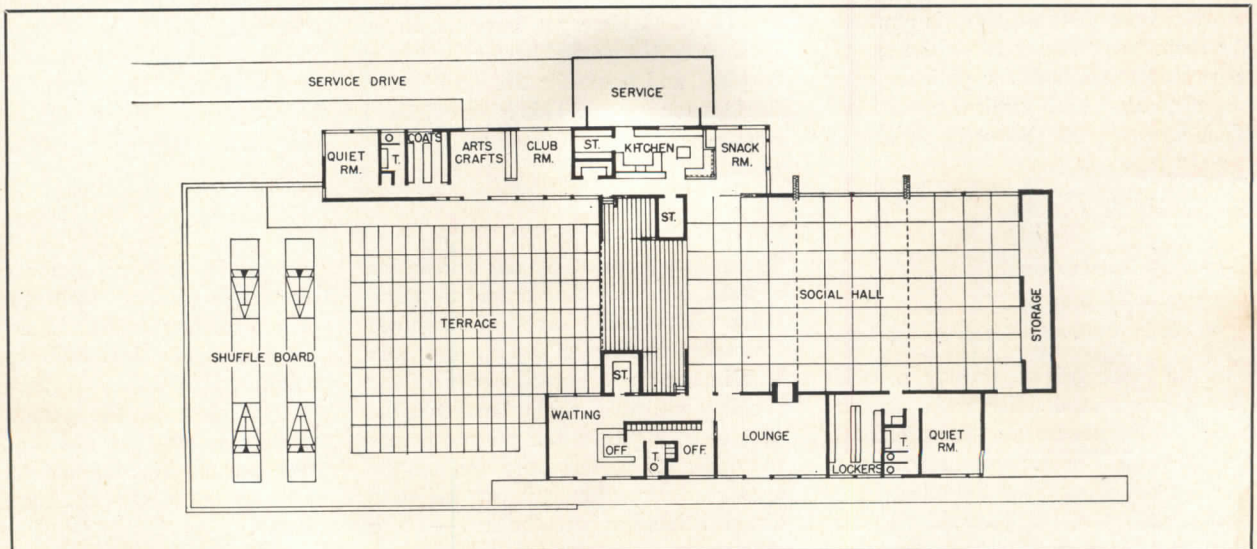 SERVICE DRIVE
SERVICE
QUIET
RM.
T.
COATS
ARTS
CRAFTS
CLUB
RM.
ST.
KITCHEN
SNACK
RM.
ST.
TERRACE
SOCIAL HALL
STORAGE
SHUFFLE BOARD
ST.
WAITING
OFF
T.
OFF.
LOUNGE
LOCKERS
T.
QUIET
RM.